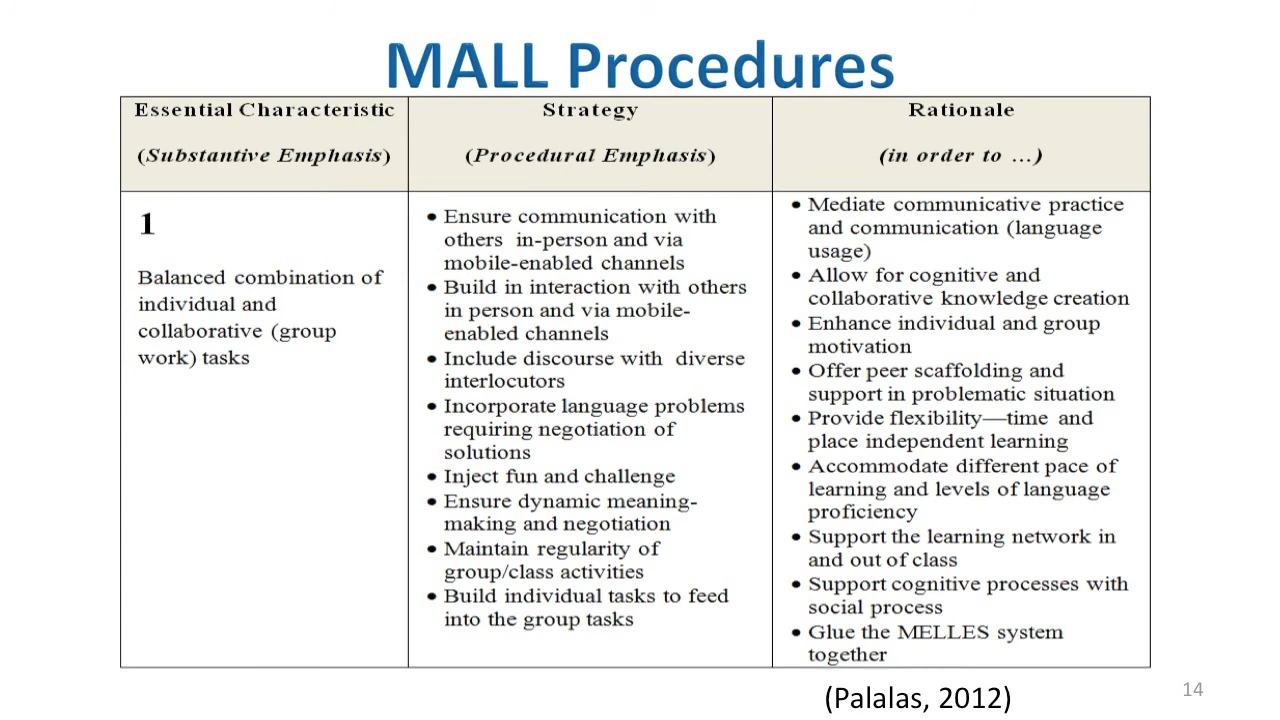 MALL Procedures
Essential Characteristic
(Substantive Emphasis)
Strategy
(Procedural Emphasis)
Rationale
(in order to …)
1
Balanced combination of
individual and
collaborative (group
work) tasks
• Ensure communication with
others in-person and via
mobile-enabled channels
• Build in interaction with others
in person and via mobile-
enabled channels
• Include discourse with diverse
interlocutors
• Incorporate language problems
requiring negotiation of
solutions
• Inject fun and challenge
• Ensure dynamic meaning-
making and negotiation
• Maintain regularity of
group/class activities
• Build individual tasks to feed
into the group tasks
• Mediate communicative practice
and communication (language
usage)
• Allow for cognitive and
collaborative knowledge creation
• Enhance individual and group
motivation
• Offer peer scaffolding and
support in problematic situation
• Provide flexibility—time and
place independent learning
• Accommodate different pace of
learning and levels of language
proficiency
• Support the learning network in
and out of class
• Support cognitive processes with
social process
• Glue the MELLES system
together
(Palalas, 2012)
14